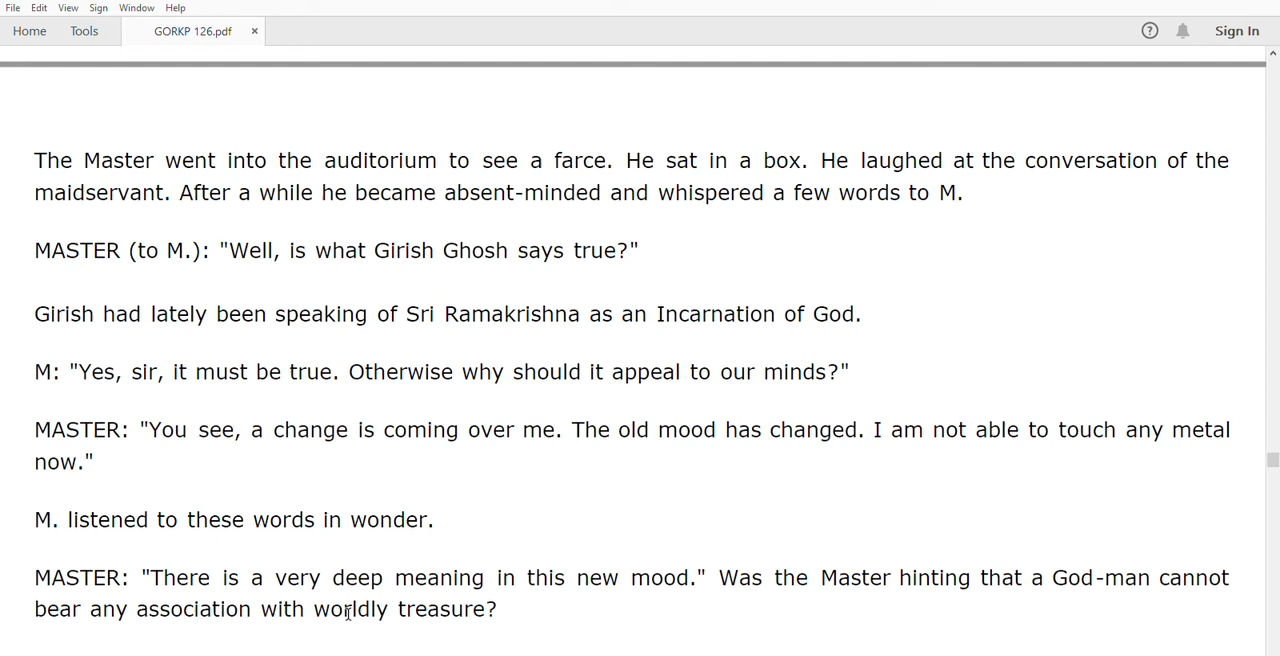 File Edit View Sign Window Help
Home Tools GORKP 126.pdf × ? Sign In
The Master went into the auditorium to see a farce. He sat in a box. He laughed at the conversation of the
maidservant. After a while he became absent-minded and whispered a few words to M.
MASTER (to M.): "Well, is what Girish Ghosh says true?"
Girish had lately been speaking of Sri Ramakrishna as an Incarnation of God.
M: "Yes, sir, it must be true. Otherwise why should it appeal to our minds?"
MASTER: "You see, a change is coming over me. The old mood has changed. I am not able to touch any metal
now."
M. listened to these words in wonder.
MASTER: "There is a very deep meaning in this new mood." Was the Master hinting that a God-man cannot
bear any association with worldly treasure?